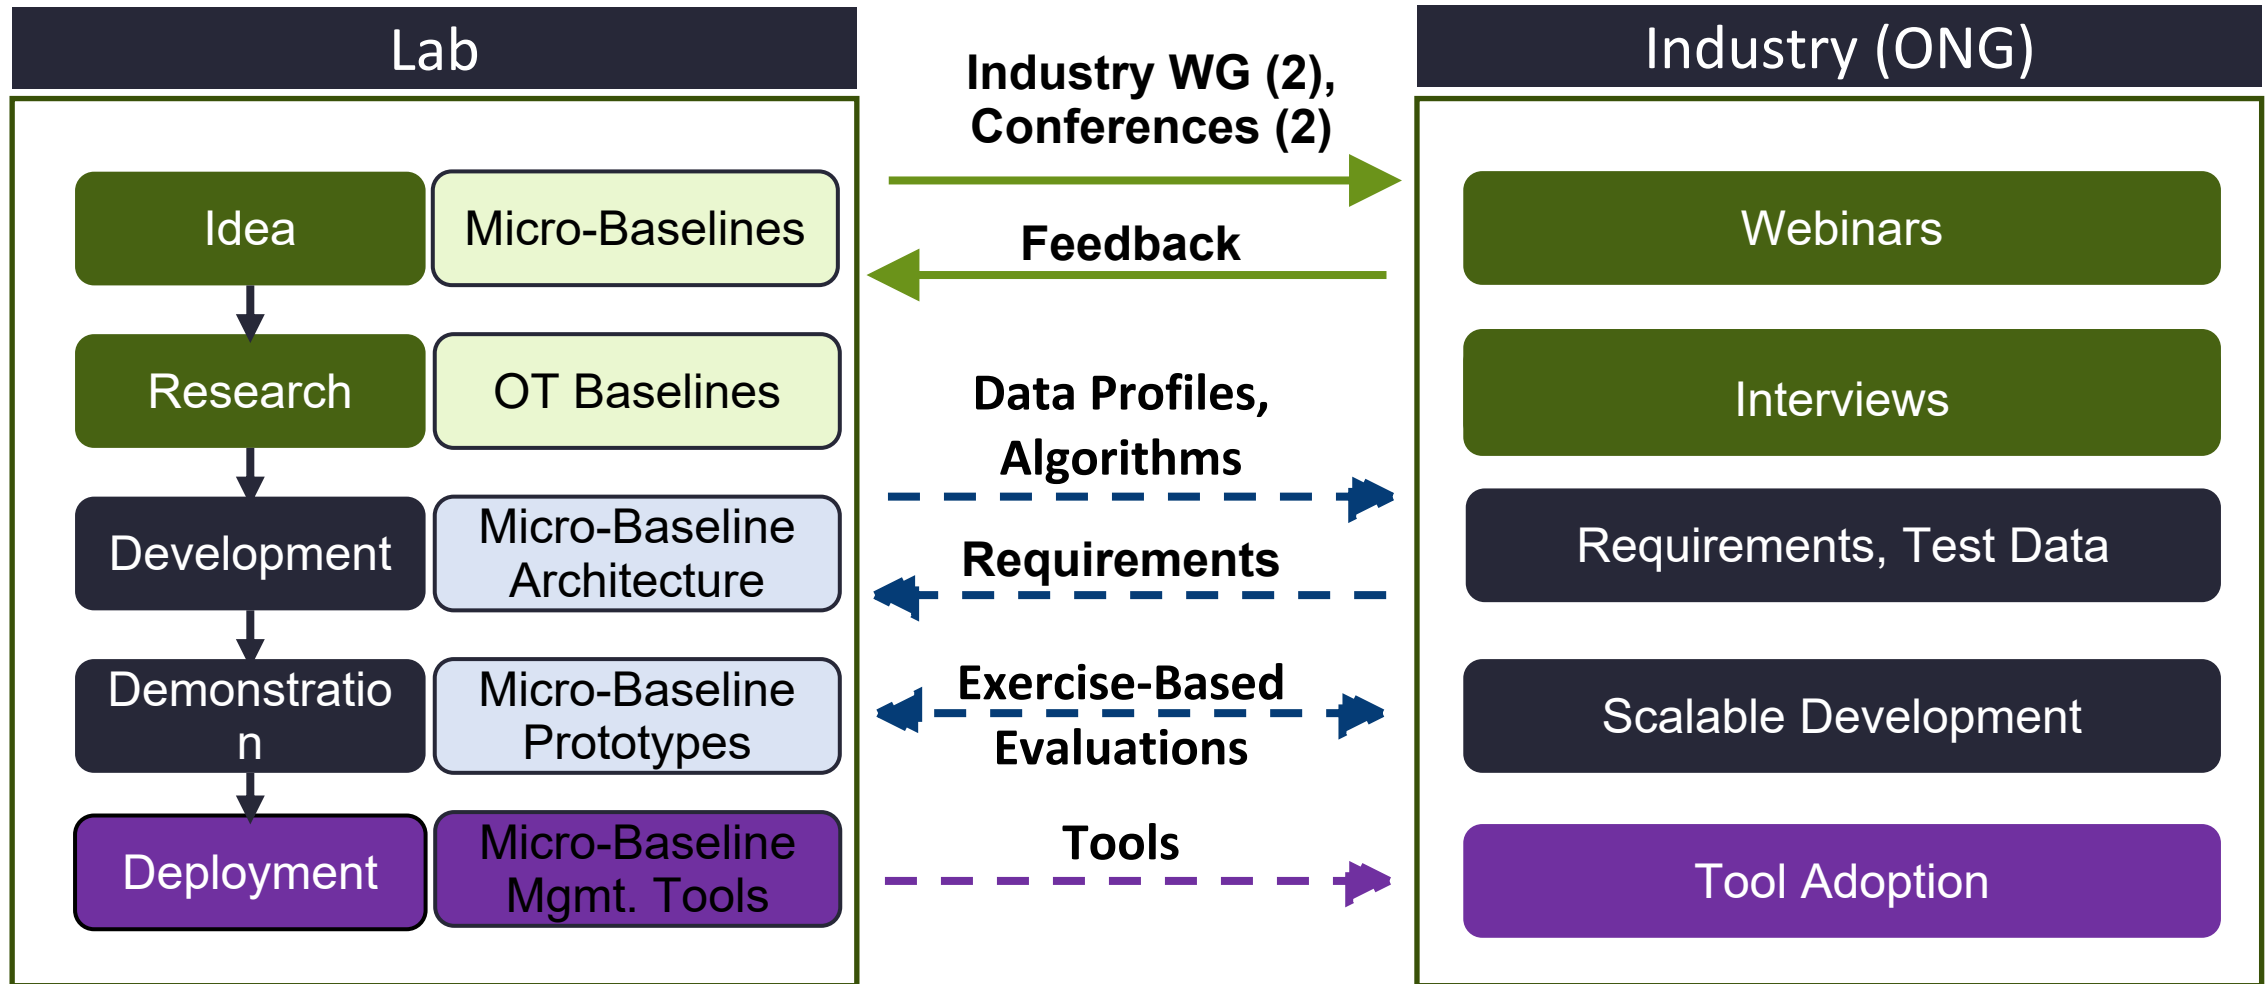 Lab
Idea
Micro-Baselines
Research
OT Baselines
Development
Micro-Baseline
Architecture
Demonstratio
n
Micro-Baseline
Prototypes
Deployment
Micro-Baseline
Mgmt. Tools
Industry WG (2),
Conferences (2)
Feedback
Data Profiles,
Algorithms
Requirements
Exercise-Based
Evaluations
Tools
Industry (ONG)
Webinars
Interviews
Requirements, Test Data
Scalable Development
Tool Adoption